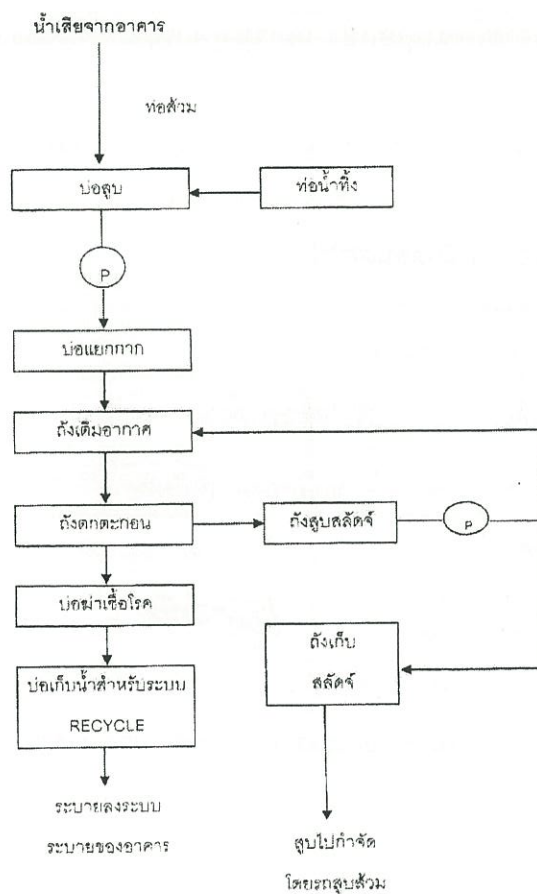 น้ำเสียจากอาคาร
ท่อส้วม
บ่อสูบ
ท่อน้ำทิ้ง
P
บ่อแยกกาก
ถังเติมอากาศ
ถังตกตะกอน
ถังสูบสลัดจ์
P
บ่อฆ่าเชื้อโรค
ถังเก็บ
สลัดจ์
บ่อเก็บน้ำสำหรับระบบ
RECYCLE
ระบายลงระบบ
ระบายของอาคาร
สูบไปกำจัด
โดยรถสูบส้วม